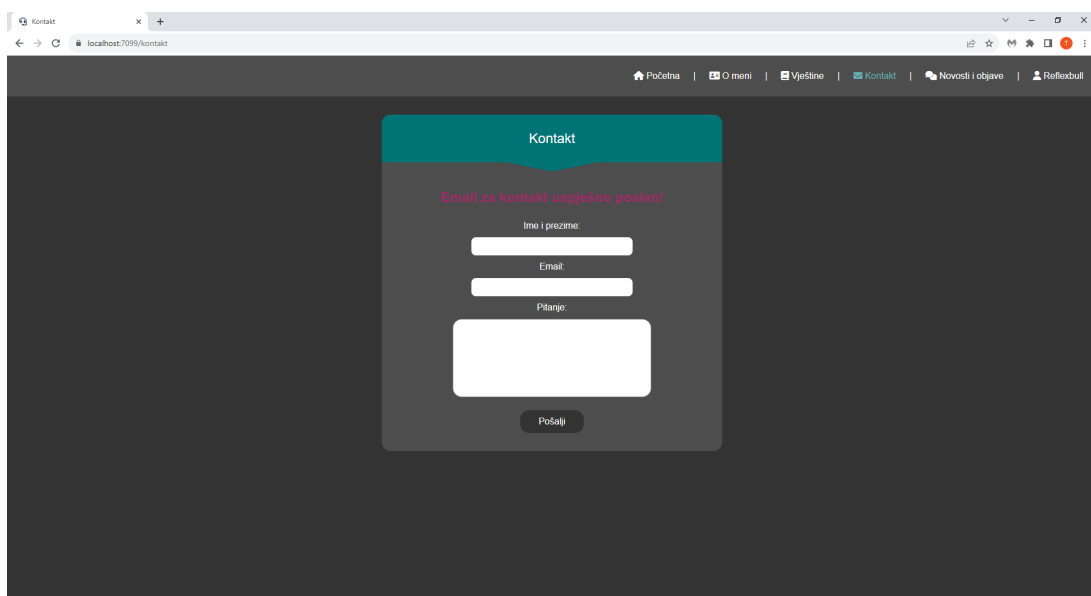 Kontakt
localhost:7099/kontakt
T
Početna | O meni | Vještine | Kontakt | Novosti i objave | Reflexbull
Kontakt
Email za kontakt uspješno poslan!
Ime i prezime:
Email:
Pitanje:
Pošalji